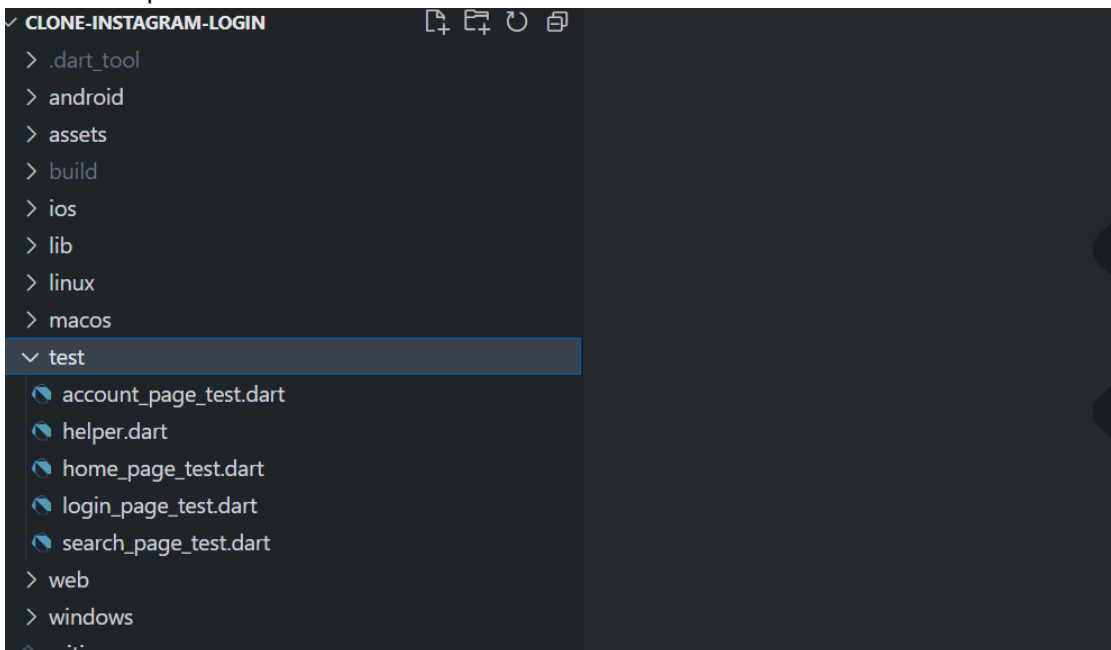 CLONE-INSTAGRAM-LOGIN
.dart_tool
android
assets
build
ios
lib
linux
macos
test
account_page_test.dart
helper.dart
home_page_test.dart
login_page_test.dart
search_page_test.dart
web
windows